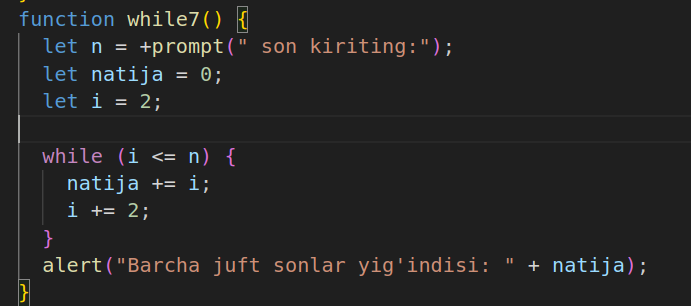 function while7() {
  let n = +prompt(" son kiriting:");
  let natija = 0;
  let i = 2;
  while (i <= n) {
    natija += i;
    i += 2;
  }
  alert("Barcha juft sonlar yig'indisi: " + natija);
}